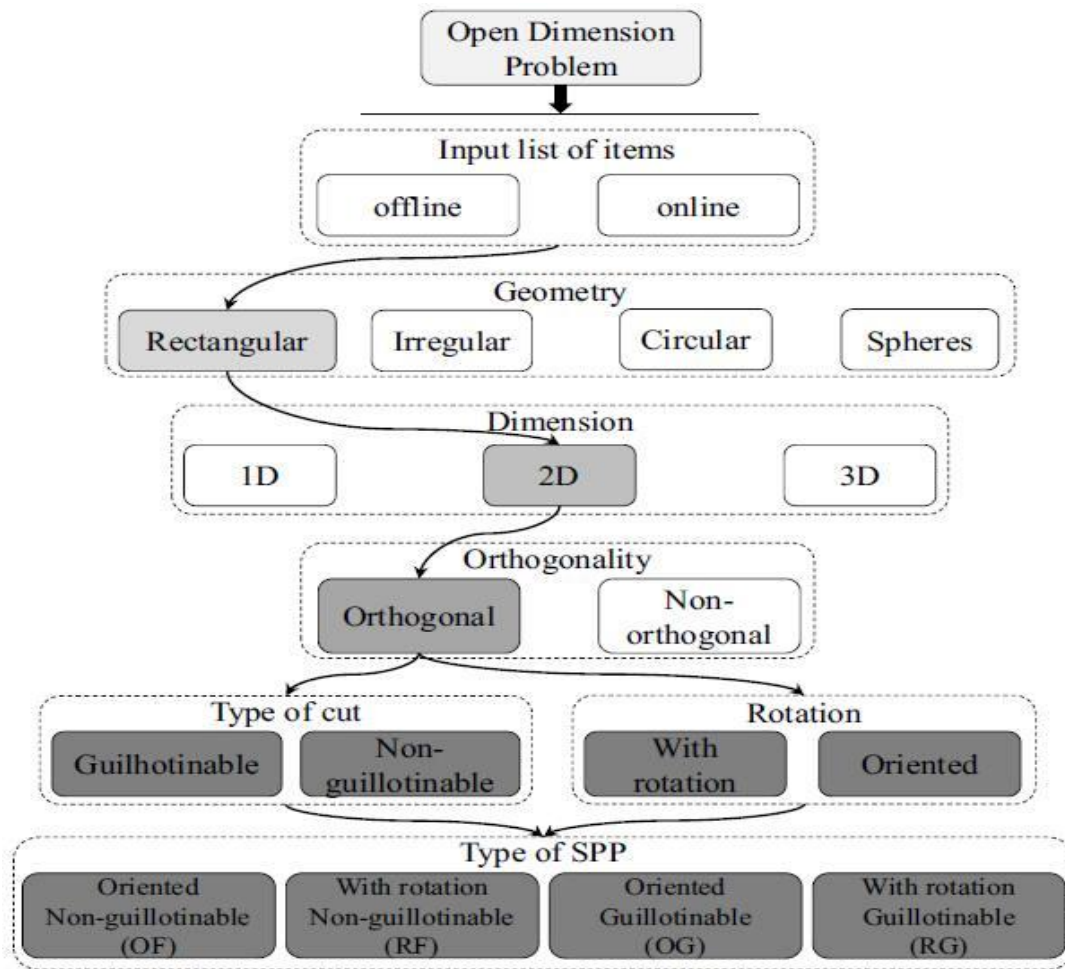 Open Dimension
Problem
Input list of items
offline
online
Geometry
Rectangular
Irregular
Circular
Spheres
Dimension
1D
2D
3D
Orthogonality
Orthogonal
Non-
orthogonal
Type of cut
Guilhotinable
Non-
guillotinable
Rotation
With
rotation
Oriented
Type of SPP
Oriented
Non-guillotinable
(OF)
With rotation
Non-guillotinable
(RF)
Oriented
Guillotinable
(OG)
With rotation
Guillotinable
(RG)